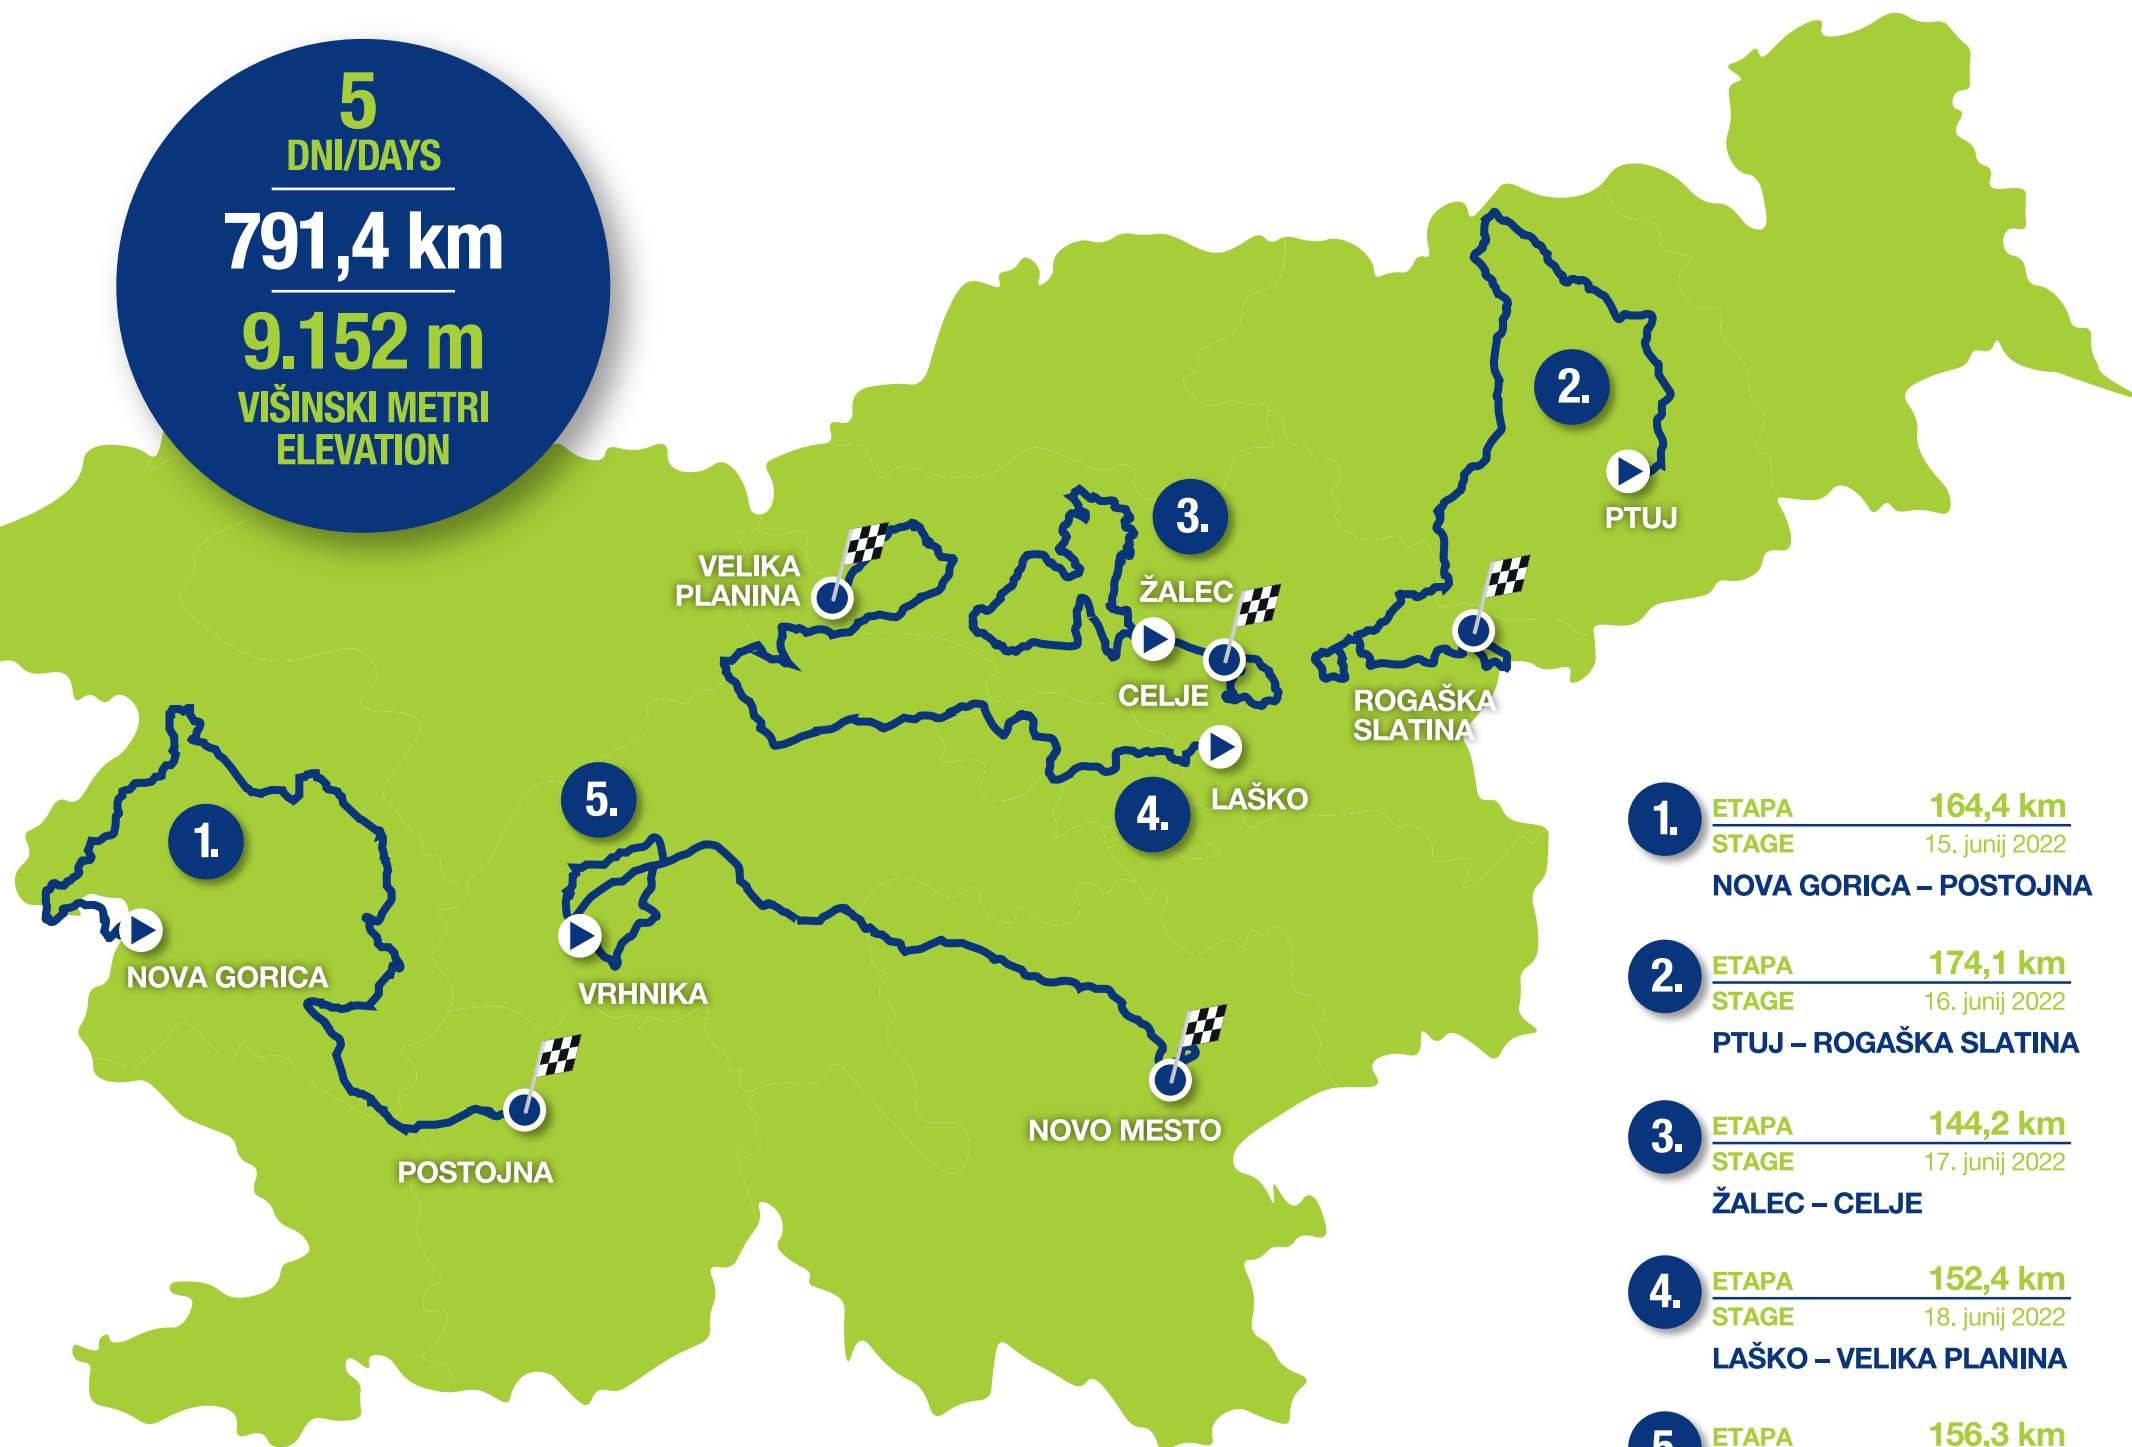 5
DNI/DAYS
791,4 km
9.152 m
VIŠINSKI METRI
ELEVATION
2.
PTUJ
3.
VELIKA
PLANINA
ŽALEC
CELJE
ROGAŠKA
SLATINA
5.
4.
LAŠKO
1.
NOVA GORICA
VRHNIKA
NOVO MESTO
POSTOJNA
1. ETAPA 164,4 km
STAGE 15. junij 2022
NOVA GORICA – POSTOJNA
2. ETAPA 174,1 km
STAGE 16. junij 2022
PTUJ – ROGAŠKA SLATINA
3. ETAPA 144,2 km
STAGE 17. junij 2022
ŽALEC – CELJE
4. ETAPA 152,4 km
STAGE 18. junij 2022
LAŠKO – VELIKA PLANINA
5. ETAPA 156,3 km